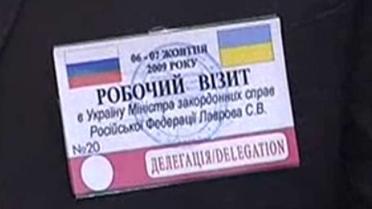 06 - 07 ЖОВТНЯ
2009 РОКУ
РОБОЧИЙ ВІЗИТ
в Україну Міністра закордонних справ
Російської Федерації Лаврова С.В.
№20
ДЕЛЕГАЦІЯ/DELEGATION